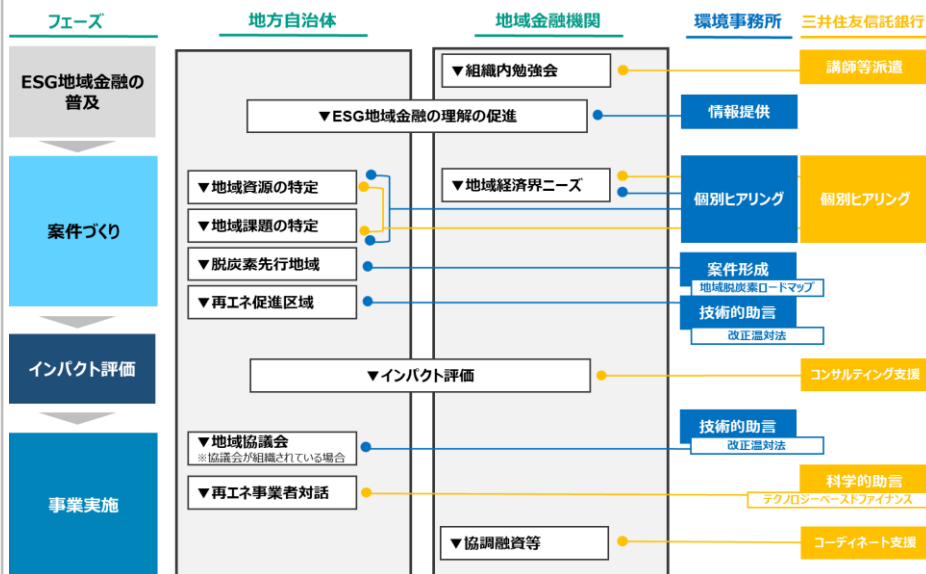 フェーズ
地方自治体
地域金融機関
環境事務所
三井住友信託銀行
ESG地域金融の
普及
▼組織内勉強会
講師等派遣
▼ESG地域金融の理解の促進
情報提供
案件づくり
▼地域資源の特定
▼地域経済界ニーズ
個別ヒアリング
個別ヒアリング
▼地域課題の特定
▼脱炭素先行地域
案件形成
地域脱炭素ロードマップ
▼再エネ促進区域
技術的助言
改正温対法
インパクト評価
▼インパクト評価
コンサルティング支援
事業実施
▼地域協議会
※協議会が組織されている場合
技術的助言
改正温対法
▼再エネ事業者対話
科学的助言
テクノロジーベースドファイナンス
▼協調融資等
コーディネート支援